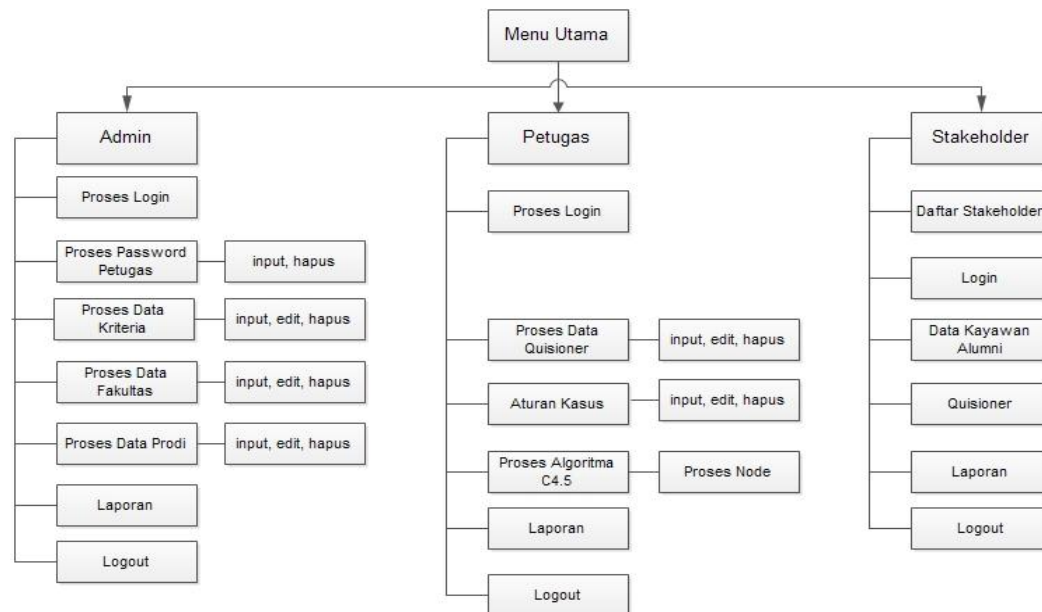 Menu Utama
Admin
Proses Login
Proses Password
Petugas
input, hapus
Proses Data
Kriteria
input, edit, hapus
Proses Data
Fakultas
input, edit, hapus
Proses Data Prodi
input, edit, hapus
Laporan
Logout
Petugas
Proses Login
Proses Data
Quisioner
input, edit, hapus
Aturan Kasus
input, edit, hapus
Proses Algoritma
C4.5
Proses Node
Laporan
Logout
Stakeholder
Daftar Stakeholder
Login
Data Kayawan
Alumni
Quisioner
Laporan
Logout